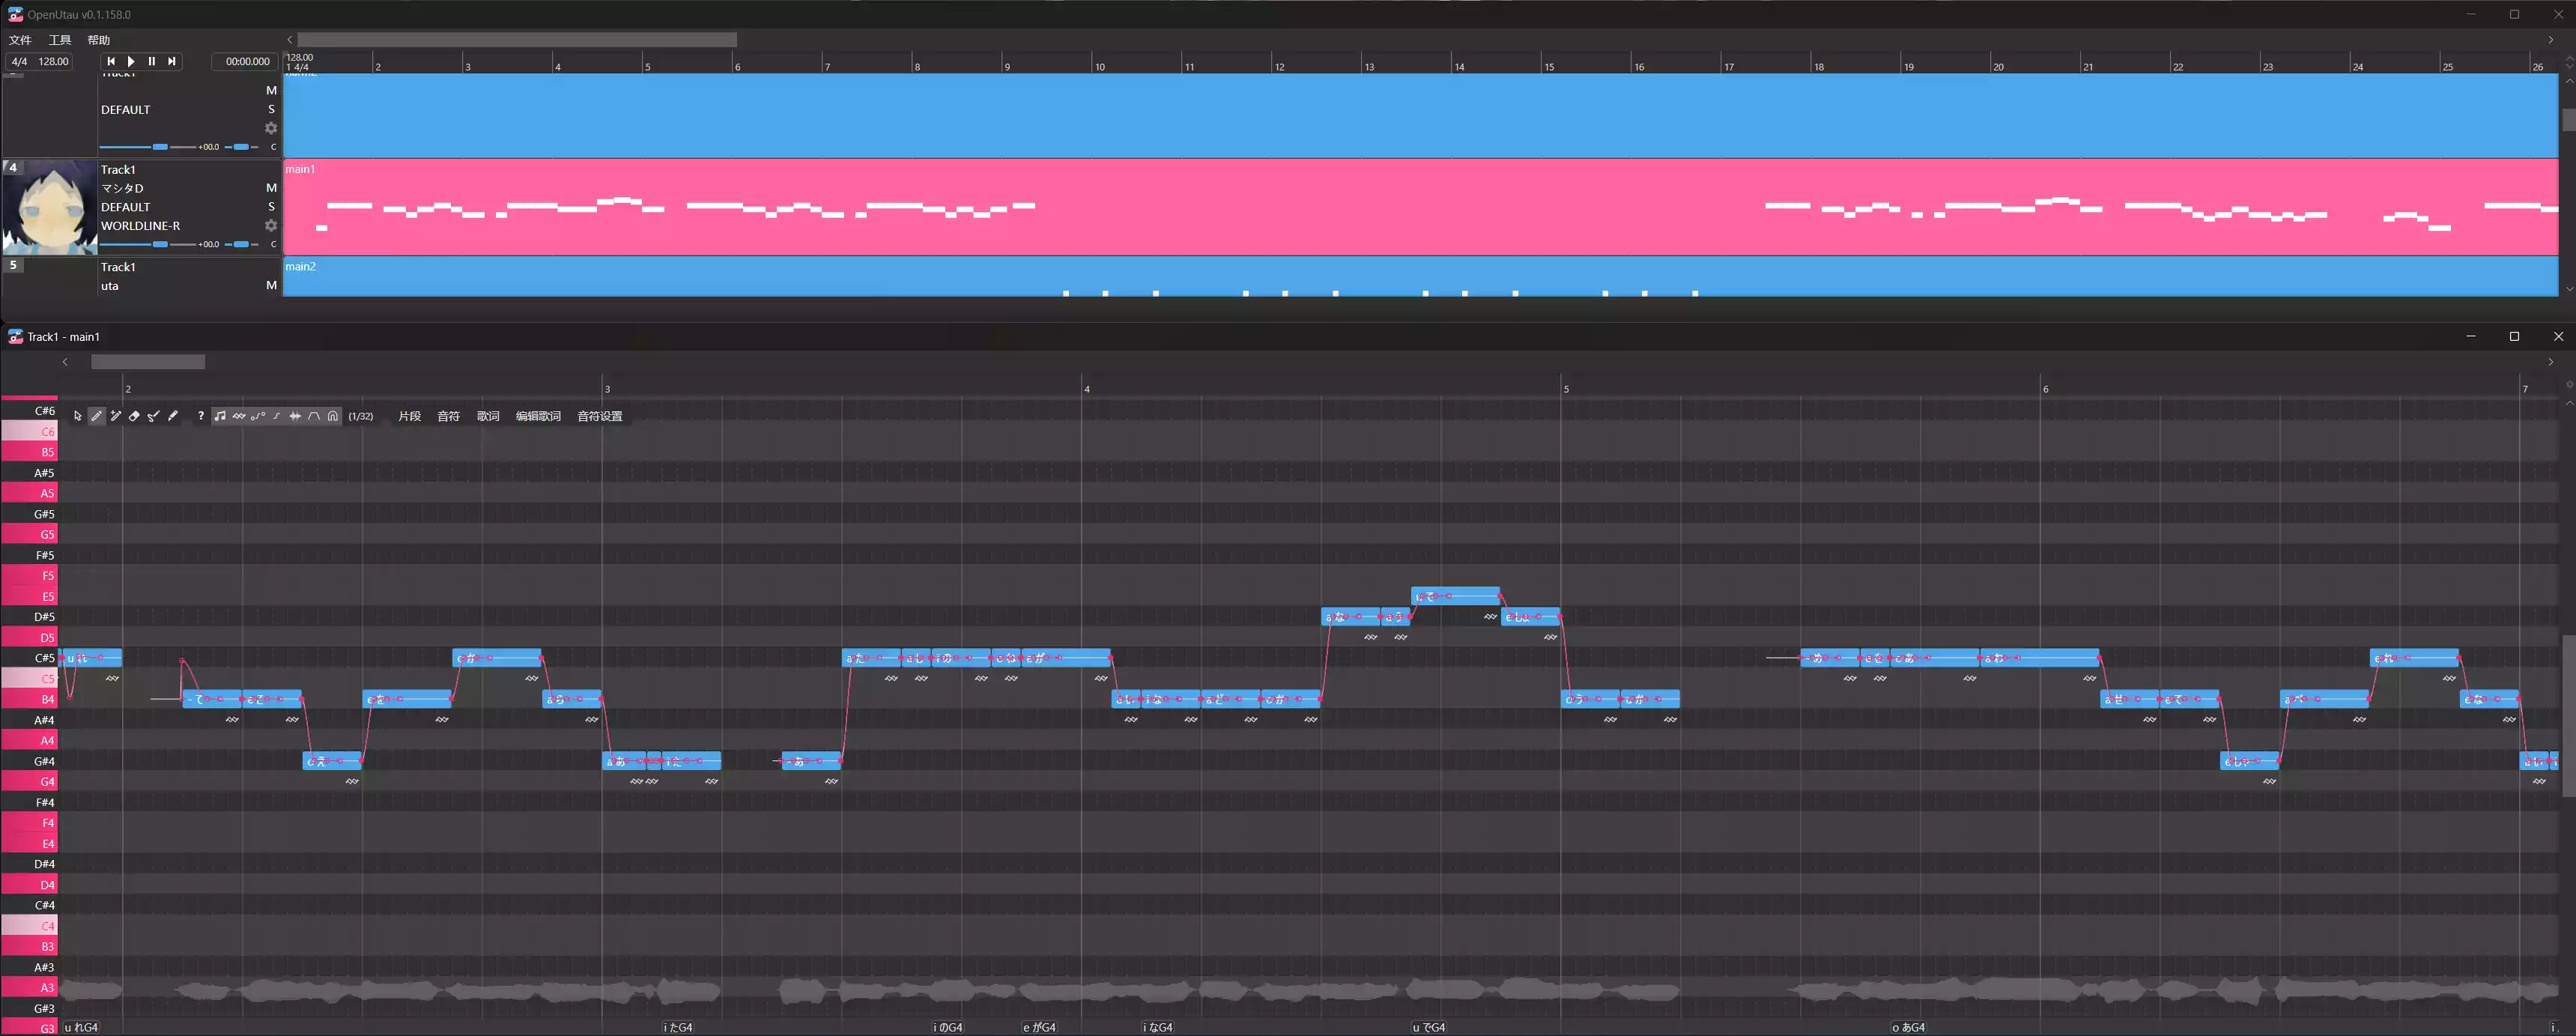 OpenUtau v0.1.158.0
文件 工具 帮助
4/4 128.00 00:00.000
128.00
1 4/4 2 3 4 5 6 7 8 9 10 11 12 13 14 15 16 17 18 19 20 21 22 23 24 25 26
Track1
M
DEFAULT S
+00.0 C
4 Track1 main1
マシタD M
DEFAULT S
WORLDLINE-R
+00.0 C
5 Track1 main2
uta M
Track1 - main1
2 3 4 5 6 7
(1/32) 片段 音符 歌词 编辑歌词 音符设置
C#6
C6
B5
A#5
A5
G#5
G5
F#5
F5
E5
D#5
D5
C#5
C5
B4
A#4
A4
G#4
G4
F#4
F4
E4
D#4
D4
C#4
C4
B3
A#3
A3
G#3
G3
u れG4 i たG4 i のG4 e がG4 i なG4 u でG4 o あG4